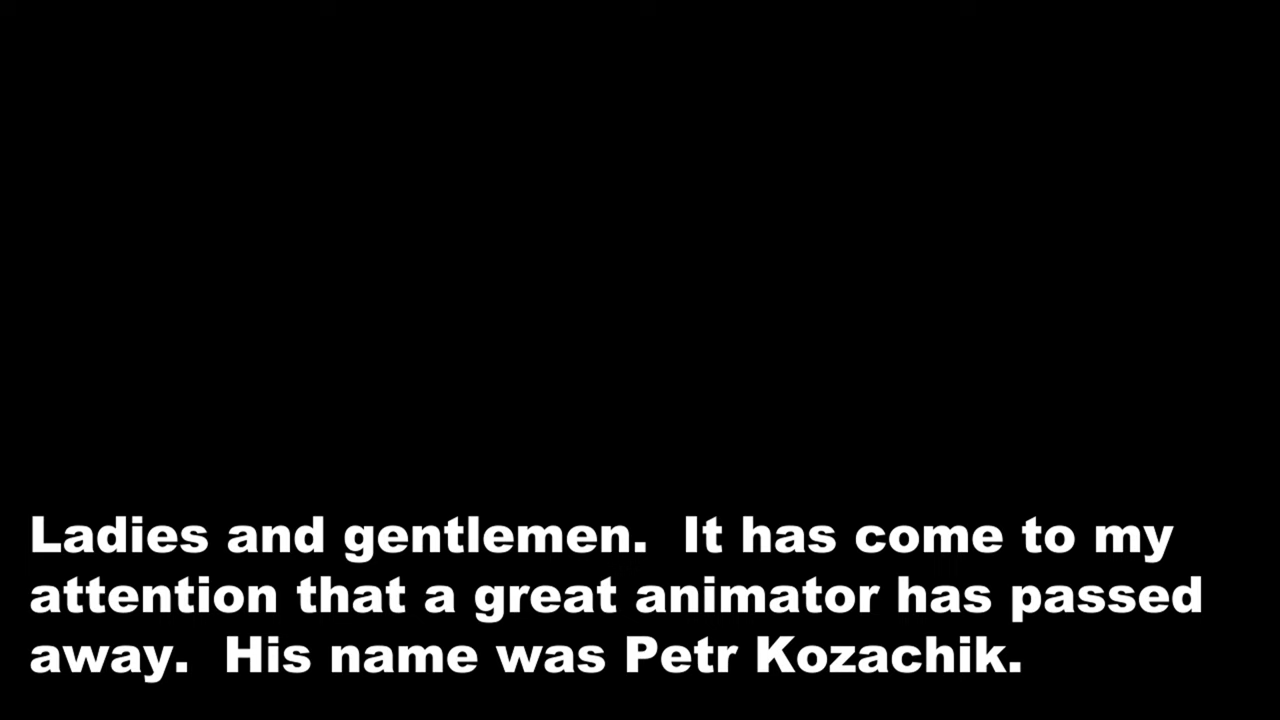 Ladies and gentlemen.  It has come to my
attention that a great animator has passed
away.  His name was Petr Kozachik.